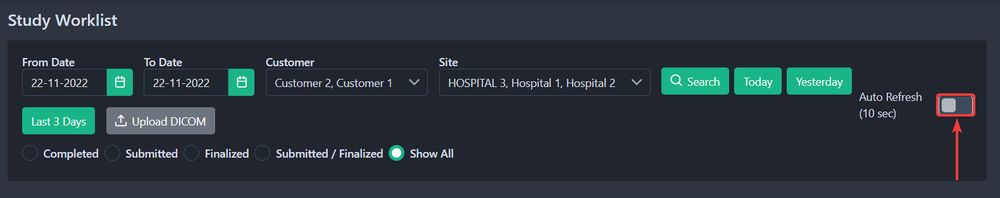 Study Worklist
From Date To Date Customer Site
22-11-2022 22-11-2022 Customer 2, Customer 1 HOSPITAL 3, Hospital 1, Hospital 2 Search Today Yesterday
Auto Refresh
(10 sec)
Last 3 Days Upload DICOM
Completed Submitted Finalized Submitted / Finalized Show All